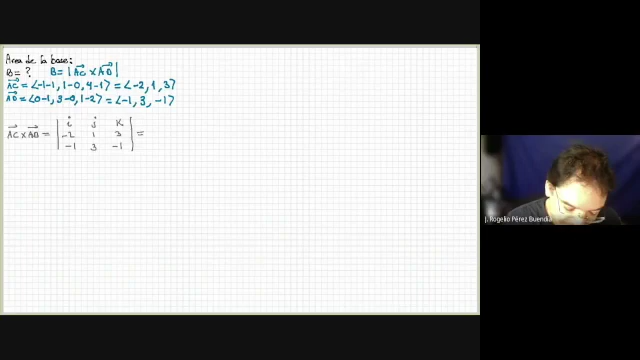 Area de la base:
B = ? B = | AC x AD |
AC = ⟨-1-1, 1-0, 4-1⟩ = ⟨-2, 1, 3⟩
AD = ⟨0-1, 3-0, 1-2⟩ = ⟨-1, 3, -1⟩
i j k
AC x AD = | -2 1 3 | =
-1 3 -1
J. Rogelio Pérez Buendía